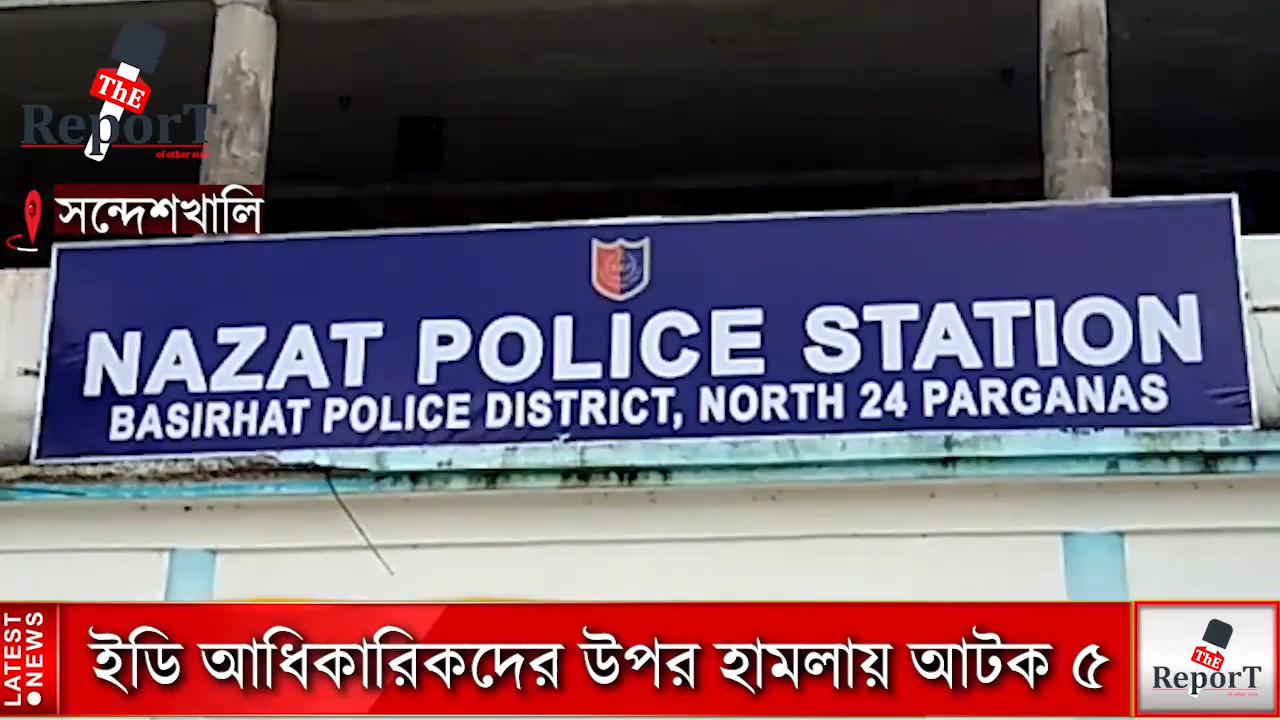 ThE
ReporT
of other side
সন্দেশখালি
NAZAT POLICE STATION
BASIRHAT POLICE DISTRICT, NORTH 24 PARGANAS
LATEST
NEWS
ইডি আধিকারিকদের উপর হামলায় আটক ৫
ThE
ReporT
of other side